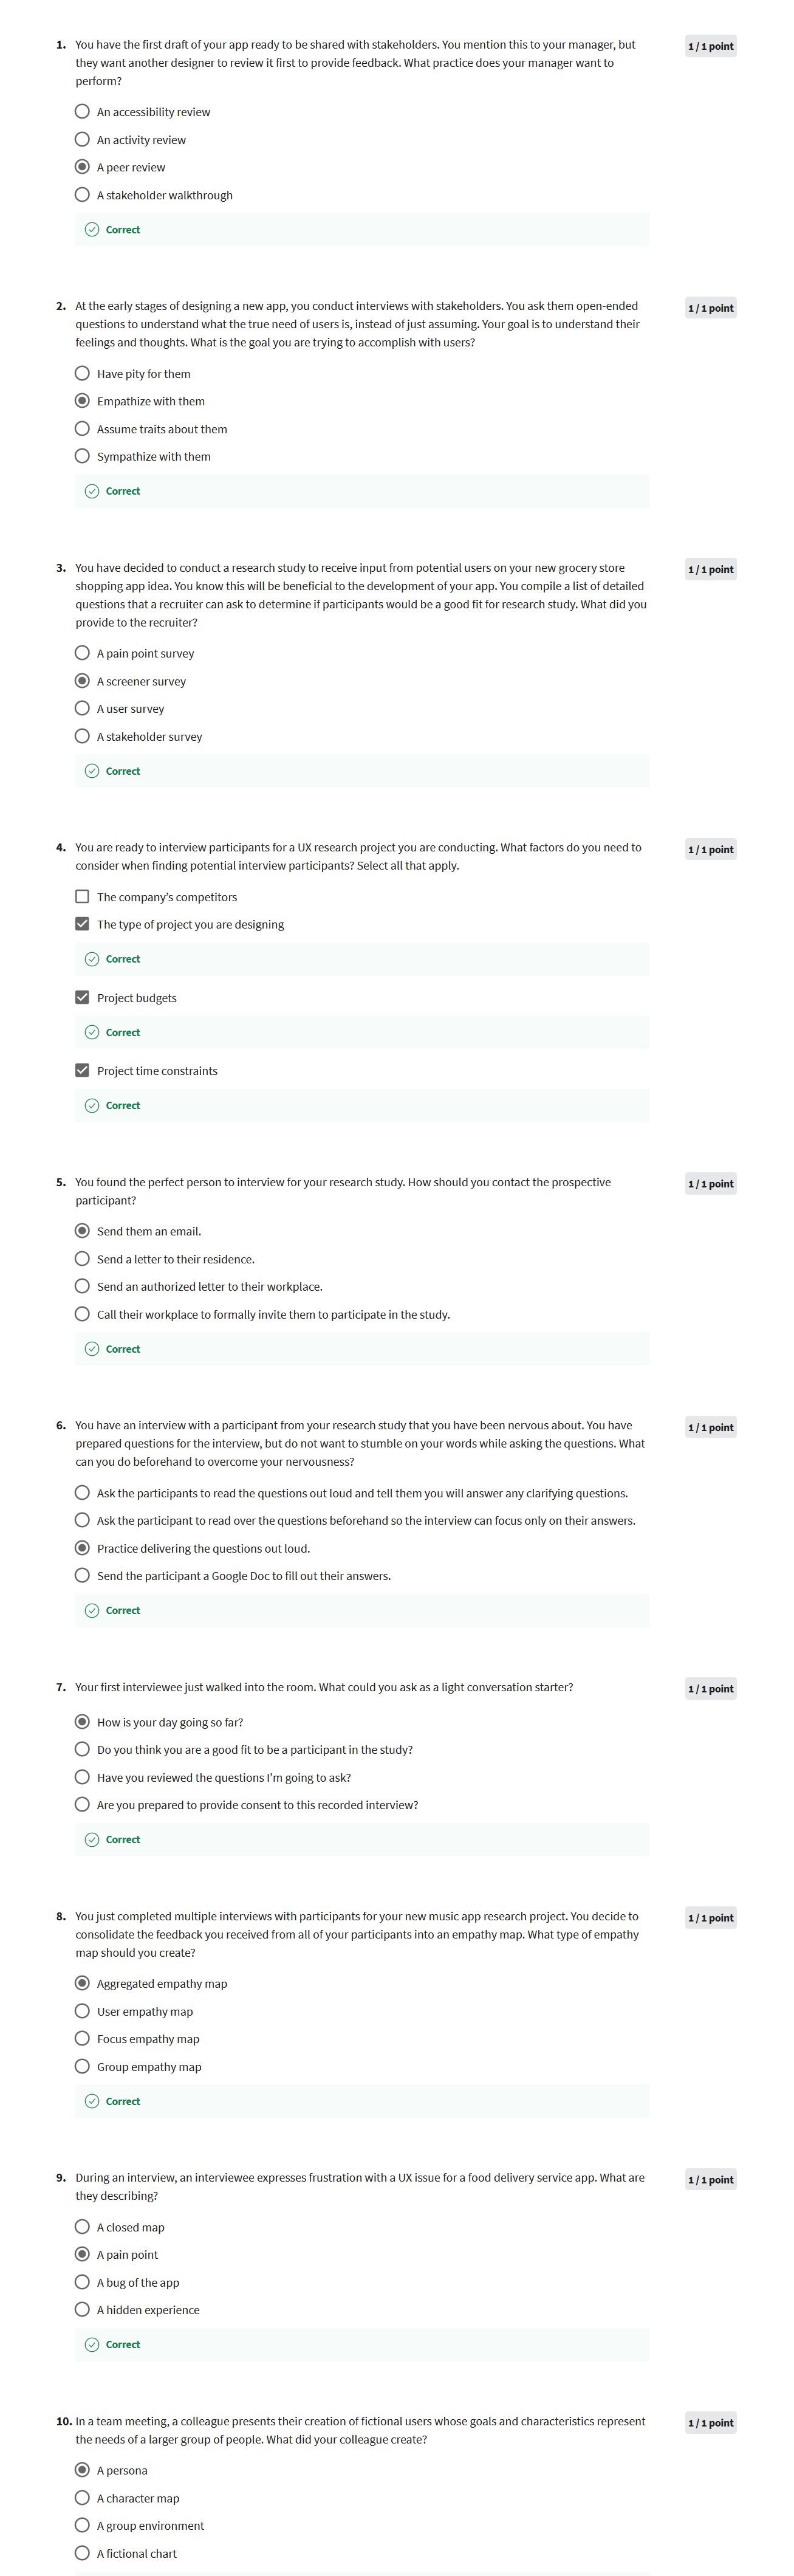 1. You have the first draft of your app ready to be shared with stakeholders. You mention this to your manager, but
they want another designer to review it first to provide feedback. What practice does your manager want to
perform?
1 / 1 point
An accessibility review
An activity review
A peer review
A stakeholder walkthrough
Correct
2. At the early stages of designing a new app, you conduct interviews with stakeholders. You ask them open-ended
questions to understand what the true need of users is, instead of just assuming. Your goal is to understand their
feelings and thoughts. What is the goal you are trying to accomplish with users?
1 / 1 point
Have pity for them
Empathize with them
Assume traits about them
Sympathize with them
Correct
3. You have decided to conduct a research study to receive input from potential users on your new grocery store
shopping app idea. You know this will be beneficial to the development of your app. You compile a list of detailed
questions that a recruiter can ask to determine if participants would be a good fit for research study. What did you
provide to the recruiter?
1 / 1 point
A pain point survey
A screener survey
A user survey
A stakeholder survey
Correct
4. You are ready to interview participants for a UX research project you are conducting. What factors do you need to
consider when finding potential interview participants? Select all that apply.
1 / 1 point
The company's competitors
The type of project you are designing
Correct
Project budgets
Correct
Project time constraints
Correct
5. You found the perfect person to interview for your research study. How should you contact the prospective
participant?
1 / 1 point
Send them an email.
Send a letter to their residence.
Send an authorized letter to their workplace.
Call their workplace to formally invite them to participate in the study.
Correct
6. You have an interview with a participant from your research study that you have been nervous about. You have
prepared questions for the interview, but do not want to stumble on your words while asking the questions. What
can you do beforehand to overcome your nervousness?
1 / 1 point
Ask the participants to read the questions out loud and tell them you will answer any clarifying questions.
Ask the participant to read over the questions beforehand so the interview can focus only on their answers.
Practice delivering the questions out loud.
Send the participant a Google Doc to fill out their answers.
Correct
7. Your first interviewee just walked into the room. What could you ask as a light conversation starter?
1 / 1 point
How is your day going so far?
Do you think you are a good fit to be a participant in the study?
Have you reviewed the questions I'm going to ask?
Are you prepared to provide consent to this recorded interview?
Correct
8. You just completed multiple interviews with participants for your new music app research project. You decide to
consolidate the feedback you received from all of your participants into an empathy map. What type of empathy
map should you create?
1 / 1 point
Aggregated empathy map
User empathy map
Focus empathy map
Group empathy map
Correct
9. During an interview, an interviewee expresses frustration with a UX issue for a food delivery service app. What are
they describing?
1 / 1 point
A closed map
A pain point
A bug of the app
A hidden experience
Correct
10. In a team meeting, a colleague presents their creation of fictional users whose goals and characteristics represent
the needs of a larger group of people. What did your colleague create?
1 / 1 point
A persona
A character map
A group environment
A fictional chart